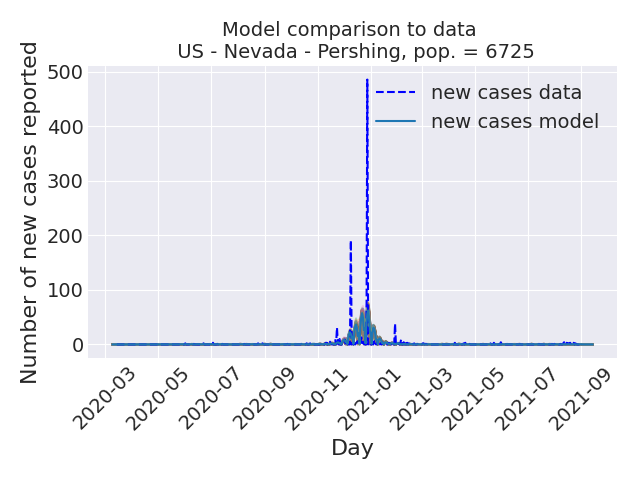 Model comparison to data
US - Nevada - Pershing, pop. = 6725
Number of new cases reported
500
400
300
200
100
0
new cases data
new cases model
2020-03
2020-05
2020-07
2020-09
2020-11
2021-01
2021-03
2021-05
2021-07
2021-09
Day